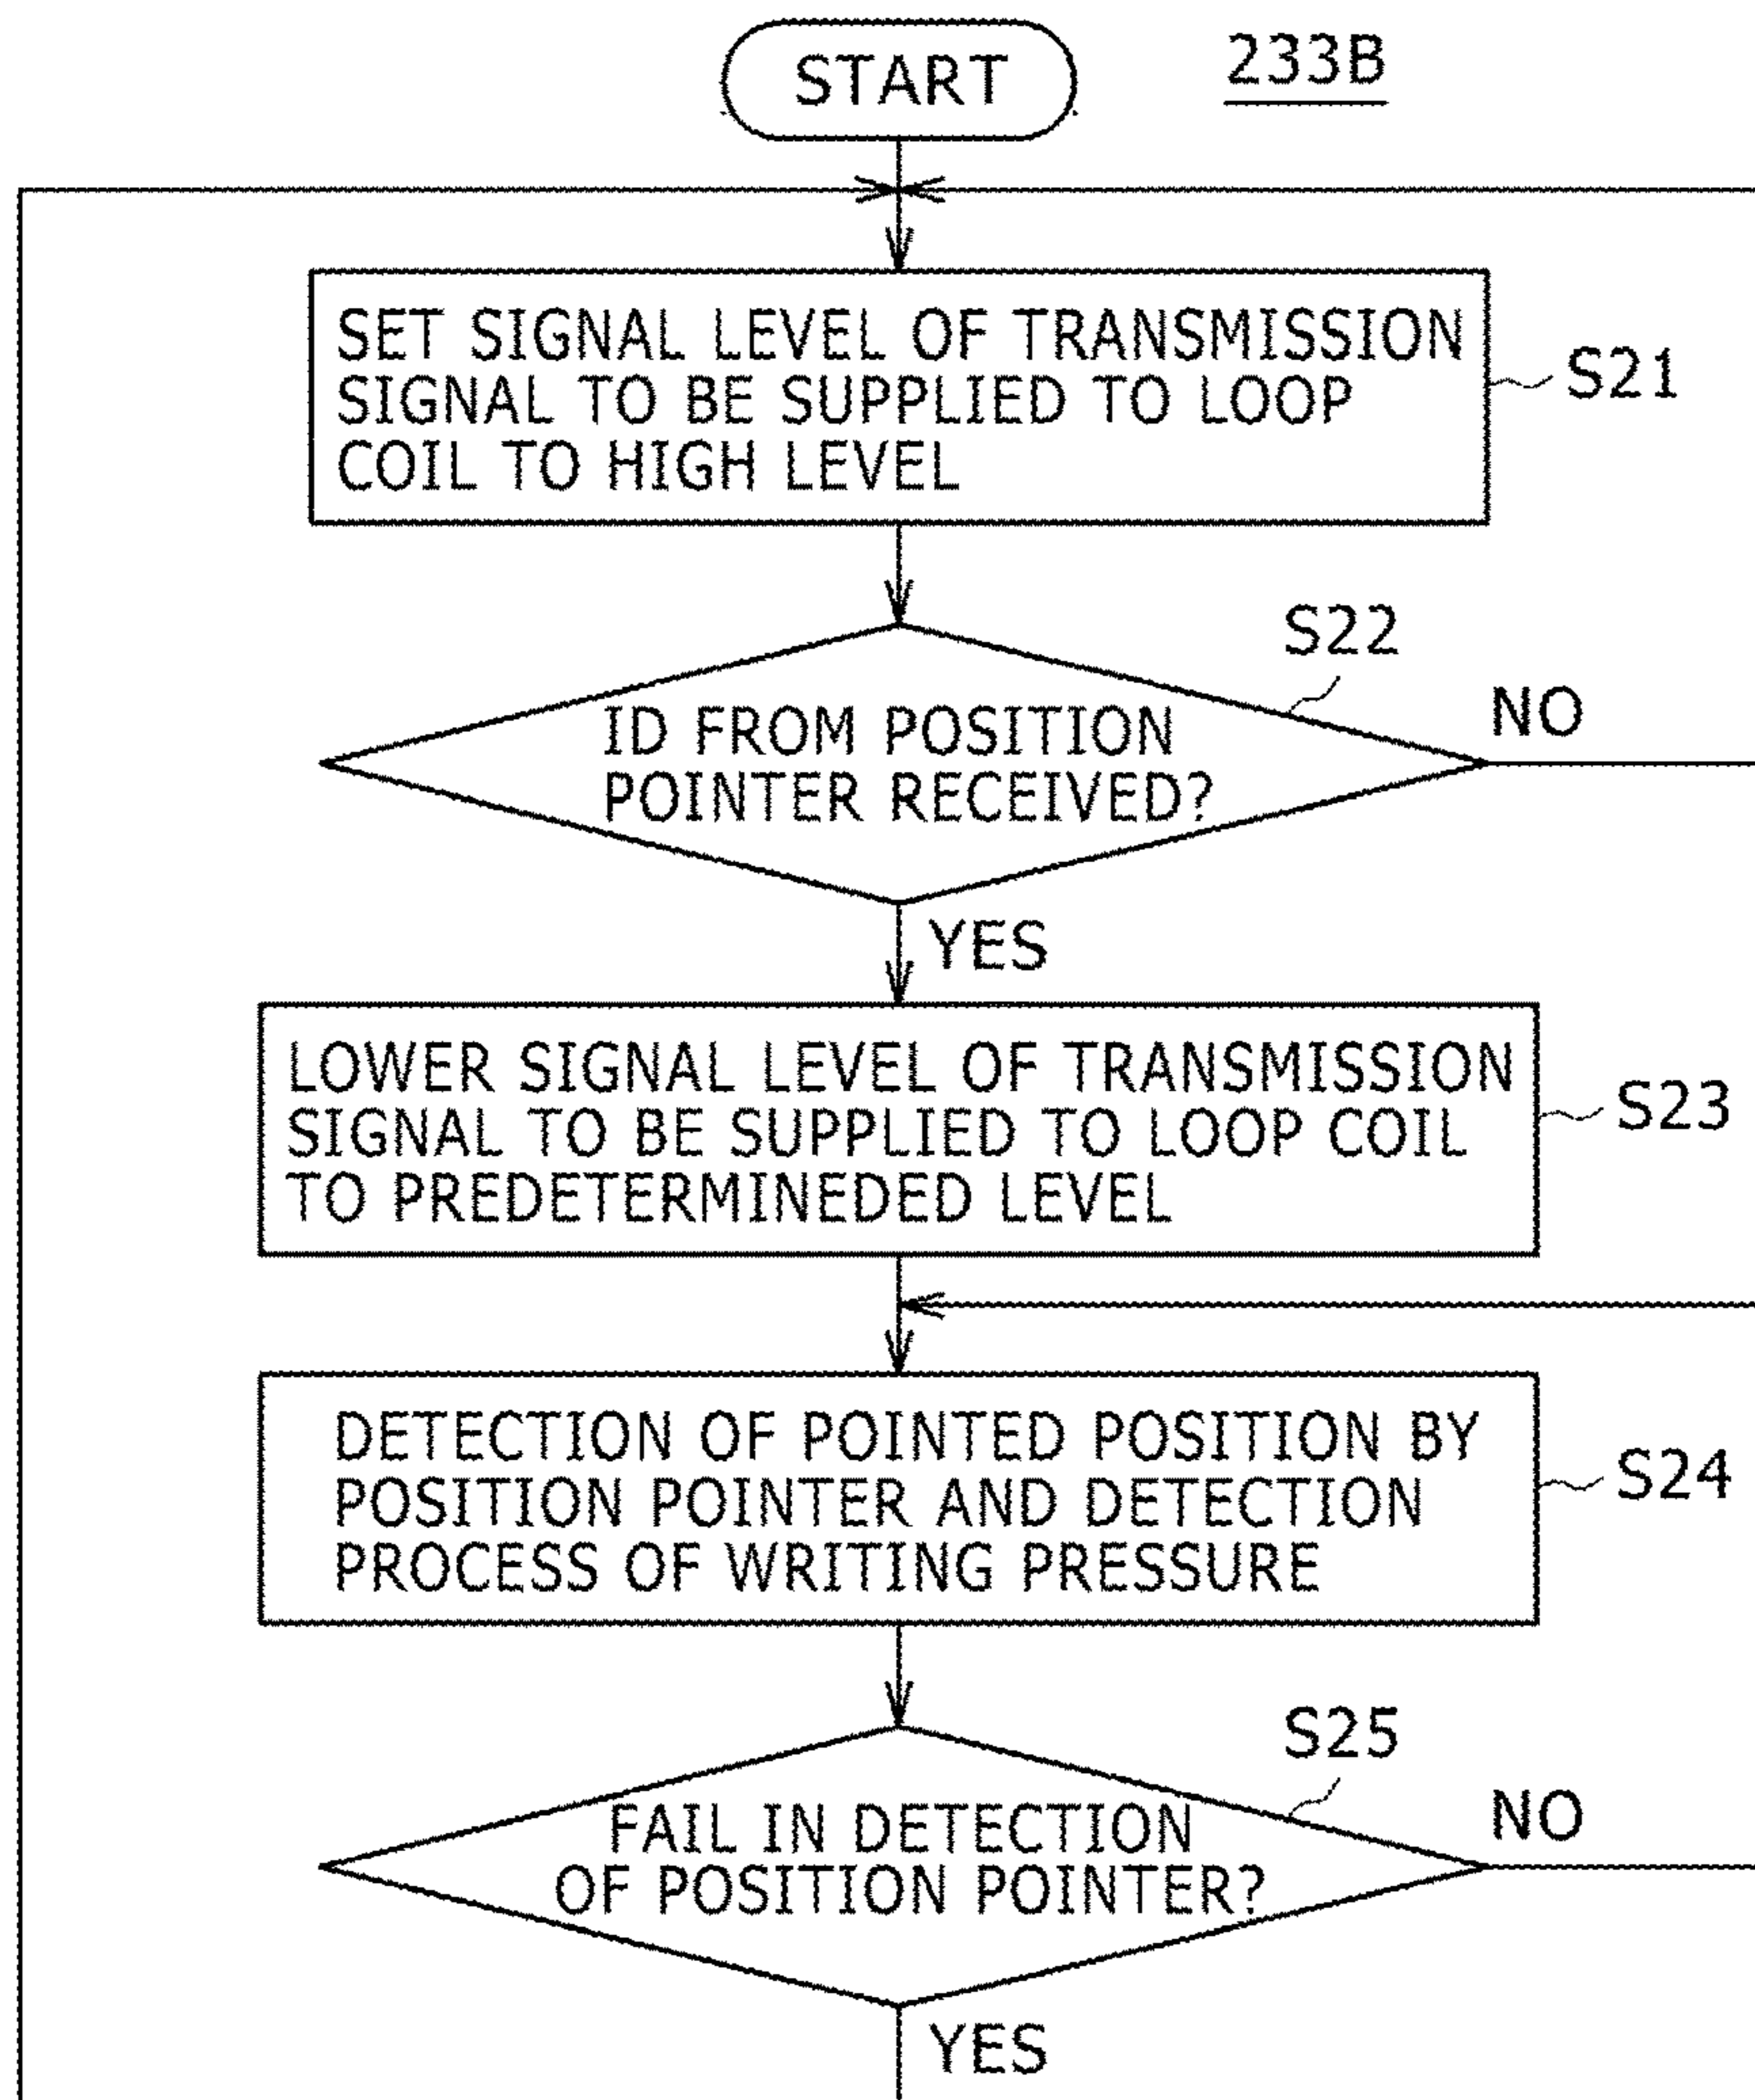 START
233B
SET SIGNAL LEVEL OF TRANSMISSION
SIGNAL TO BE SUPPLIED TO LOOP
COIL TO HIGH LEVEL
S21
S22
ID FROM POSITION
POINTER RECEIVED?
NO
YES
LOWER SIGNAL LEVEL OF TRANSMISSION
SIGNAL TO BE SUPPLIED TO LOOP COIL
TO PREDETERMINEDED LEVEL
S23
DETECTION OF POINTED POSITION BY
POSITION POINTER AND DETECTION
PROCESS OF WRITING PRESSURE
S24
S25
FAIL IN DETECTION
OF POSITION POINTER?
NO
YES